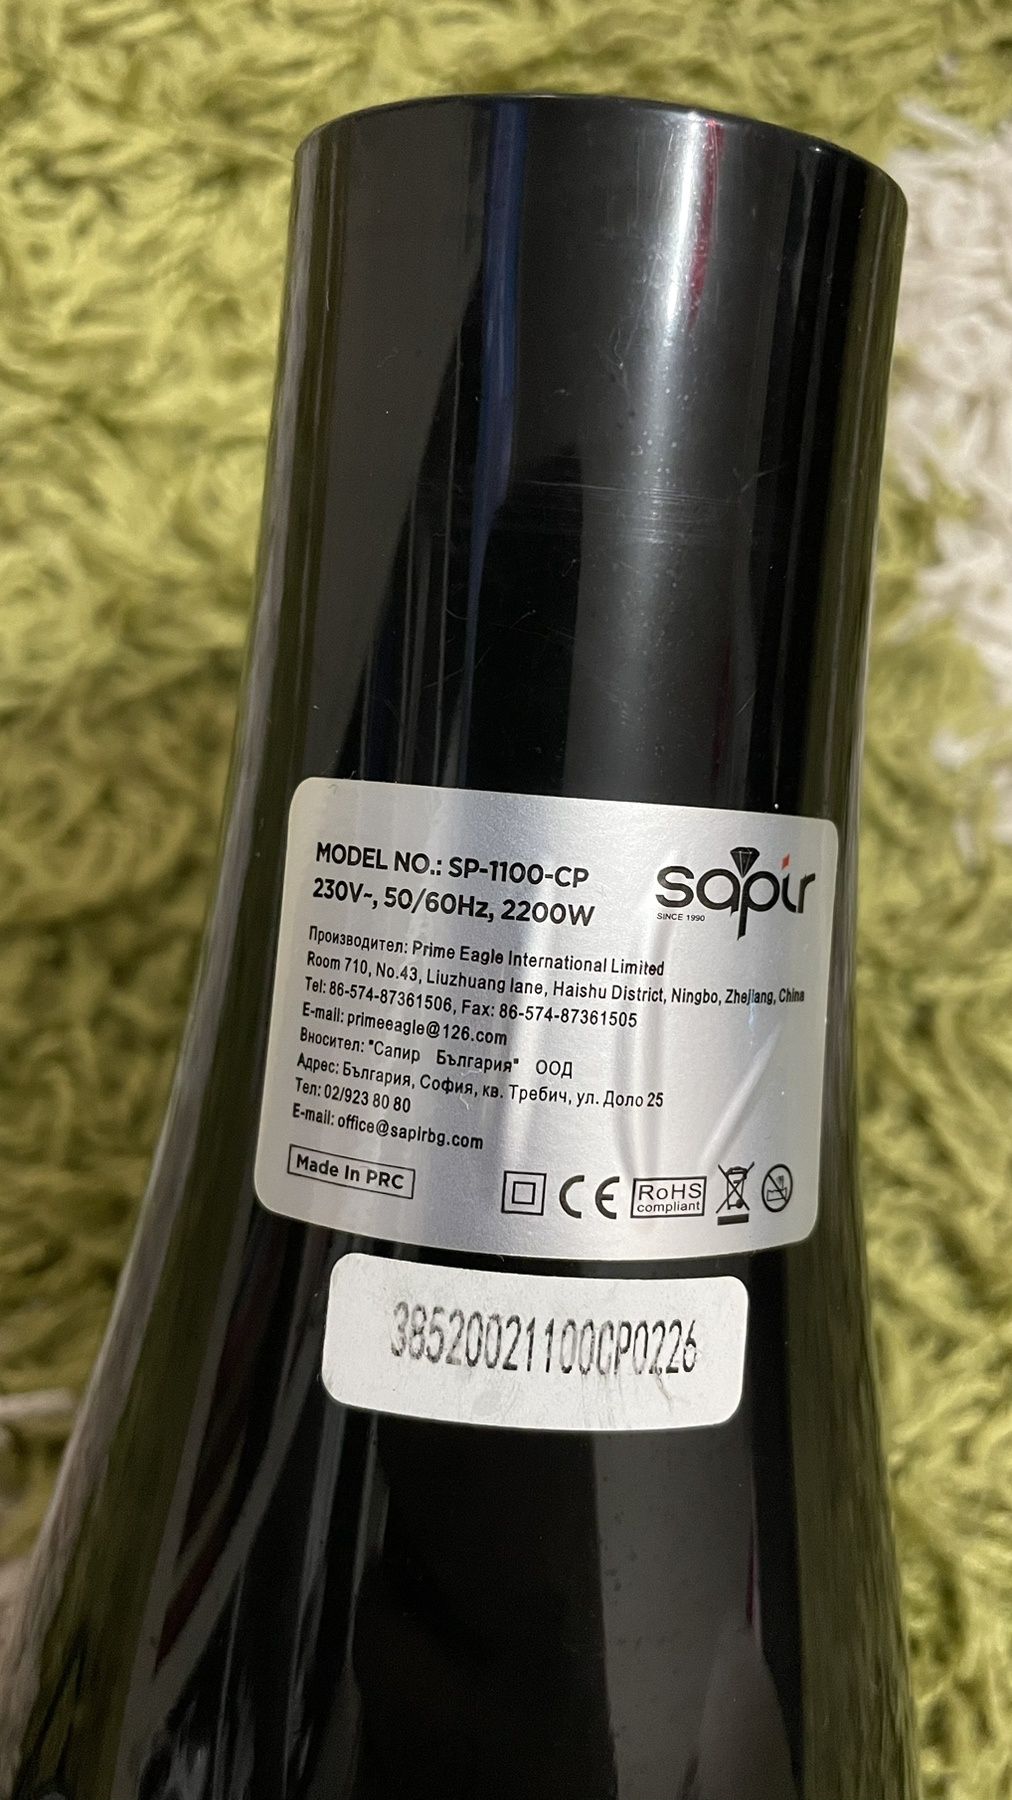 MODEL NO.: SP-1100-CP
230V~, 50/60Hz, 2200W
sapir
SINCE 1990
Производител: Prime Eagle International Limited
Room 710, No.43, Liuzhuang lane, Haishu District, Ningbo, Zhejiang, China
Tel: 86-574-87361506, Fax: 86-574-87361505
E-mail: primeeagle@126.com
Вносител: "Сапир България" ООД
Адрес: България, София, кв. Требич, ул. Доло 25
Тел: 02/923 80 80
E-mail: office@sapirbg.com
Made In PRC
CE
RoHS
compliant
38520021100CP0226